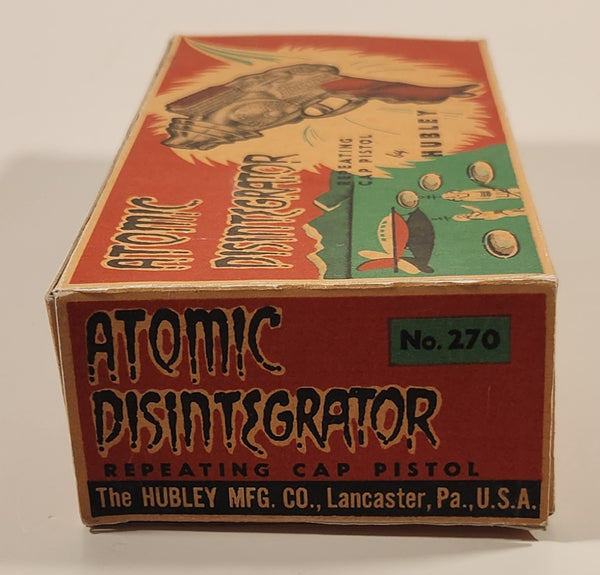 ATOMIC
DISINTEGRATOR
REPEATING
CAP PISTOL
by
HUBLEY
ATOMIC
DISINTEGRATOR
No. 270
REPEATING CAP PISTOL
The HUBLEY MFG. CO., Lancaster, Pa., U.S.A.